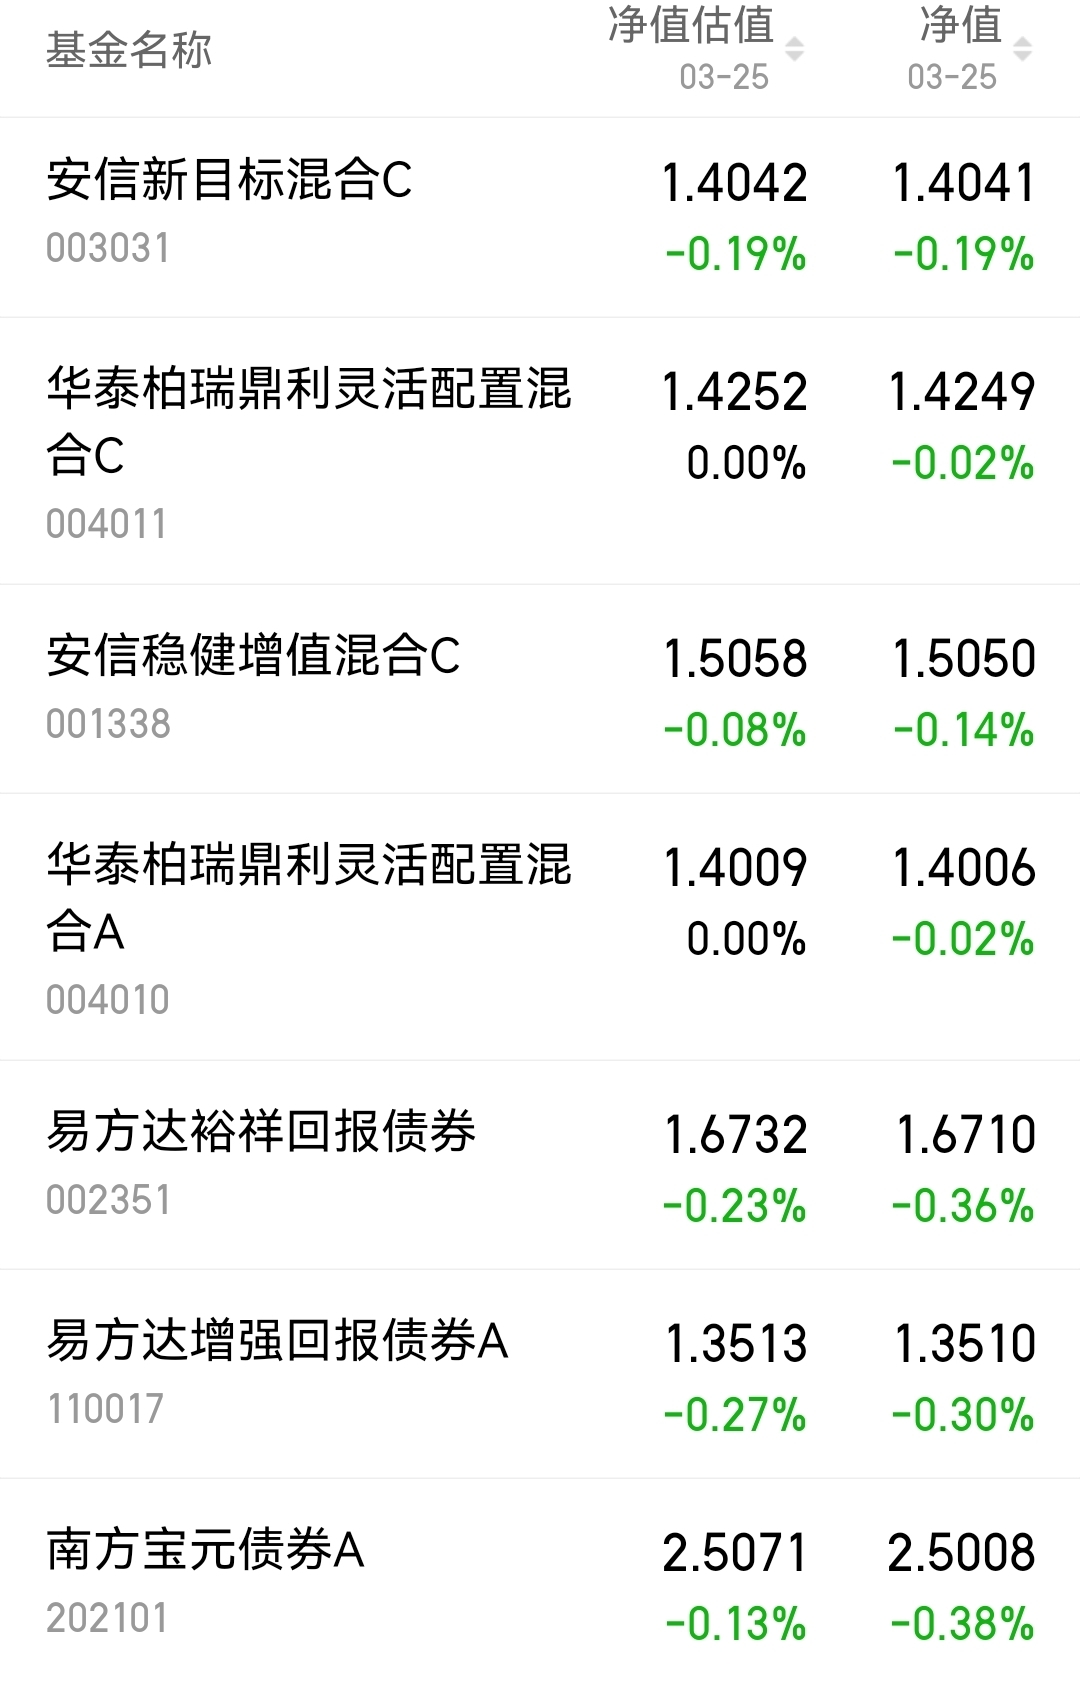 基金名称 净值估值 净值
03-25 03-25
安信新目标混合C 1.4042 1.4041
003031 -0.19% -0.19%
华泰柏瑞鼎利灵活配置混 1.4252 1.4249
合C 0.00% -0.02%
004011
安信稳健增值混合C 1.5058 1.5050
001338 -0.08% -0.14%
华泰柏瑞鼎利灵活配置混 1.4009 1.4006
合A 0.00% -0.02%
004010
易方达裕祥回报债券 1.6732 1.6710
002351 -0.23% -0.36%
易方达增强回报债券A 1.3513 1.3510
110017 -0.27% -0.30%
南方宝元债券A 2.5071 2.5008
202101 -0.13% -0.38%